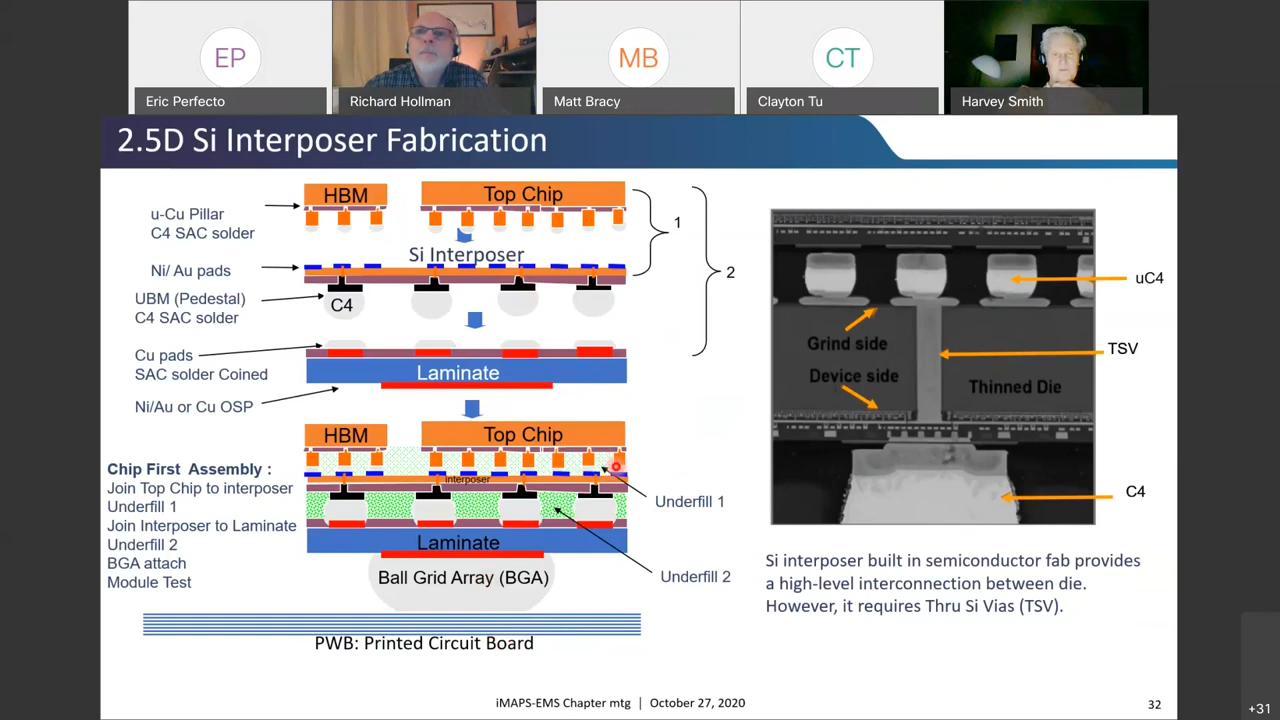 EP
MB
CT
Eric Perfecto
Richard Hollman
Matt Bracy
Clayton Tu
Harvey Smith
2.5D Si Interposer Fabrication
HBM
Top Chip
u-Cu Pillar
C4 SAC solder
1
Si Interposer
Ni/ Au pads
2
UBM (Pedestal)
C4 SAC solder
C4
Cu pads
SAC solder Coined
Laminate
Ni/Au or Cu OSP
HBM
Top Chip
Chip First Assembly :
Join Top Chip to interposer
Underfill 1
Join Interposer to Laminate
Underfill 2
BGA attach
Module Test
Interposer
Underfill 1
Laminate
Underfill 2
Ball Grid Array (BGA)
PWB: Printed Circuit Board
uC4
Grind side
TSV
Device side
Thinned Die
C4
Si interposer built in semiconductor fab provides
a high-level interconnection between die.
However, it requires Thru Si Vias (TSV).
iMAPS-EMS Chapter mtg | October 27, 2020
32
+31